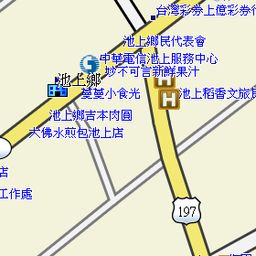 台灣彩券上億彩券行
池上鄉民代表會
中華電信池上服務中心
妙不可言新鮮果汁
池上鄉
蔓蔓小食光
池上稻香文旅
池上鄉吉本肉圓
大佛水煎包池上店
店
工作處
197